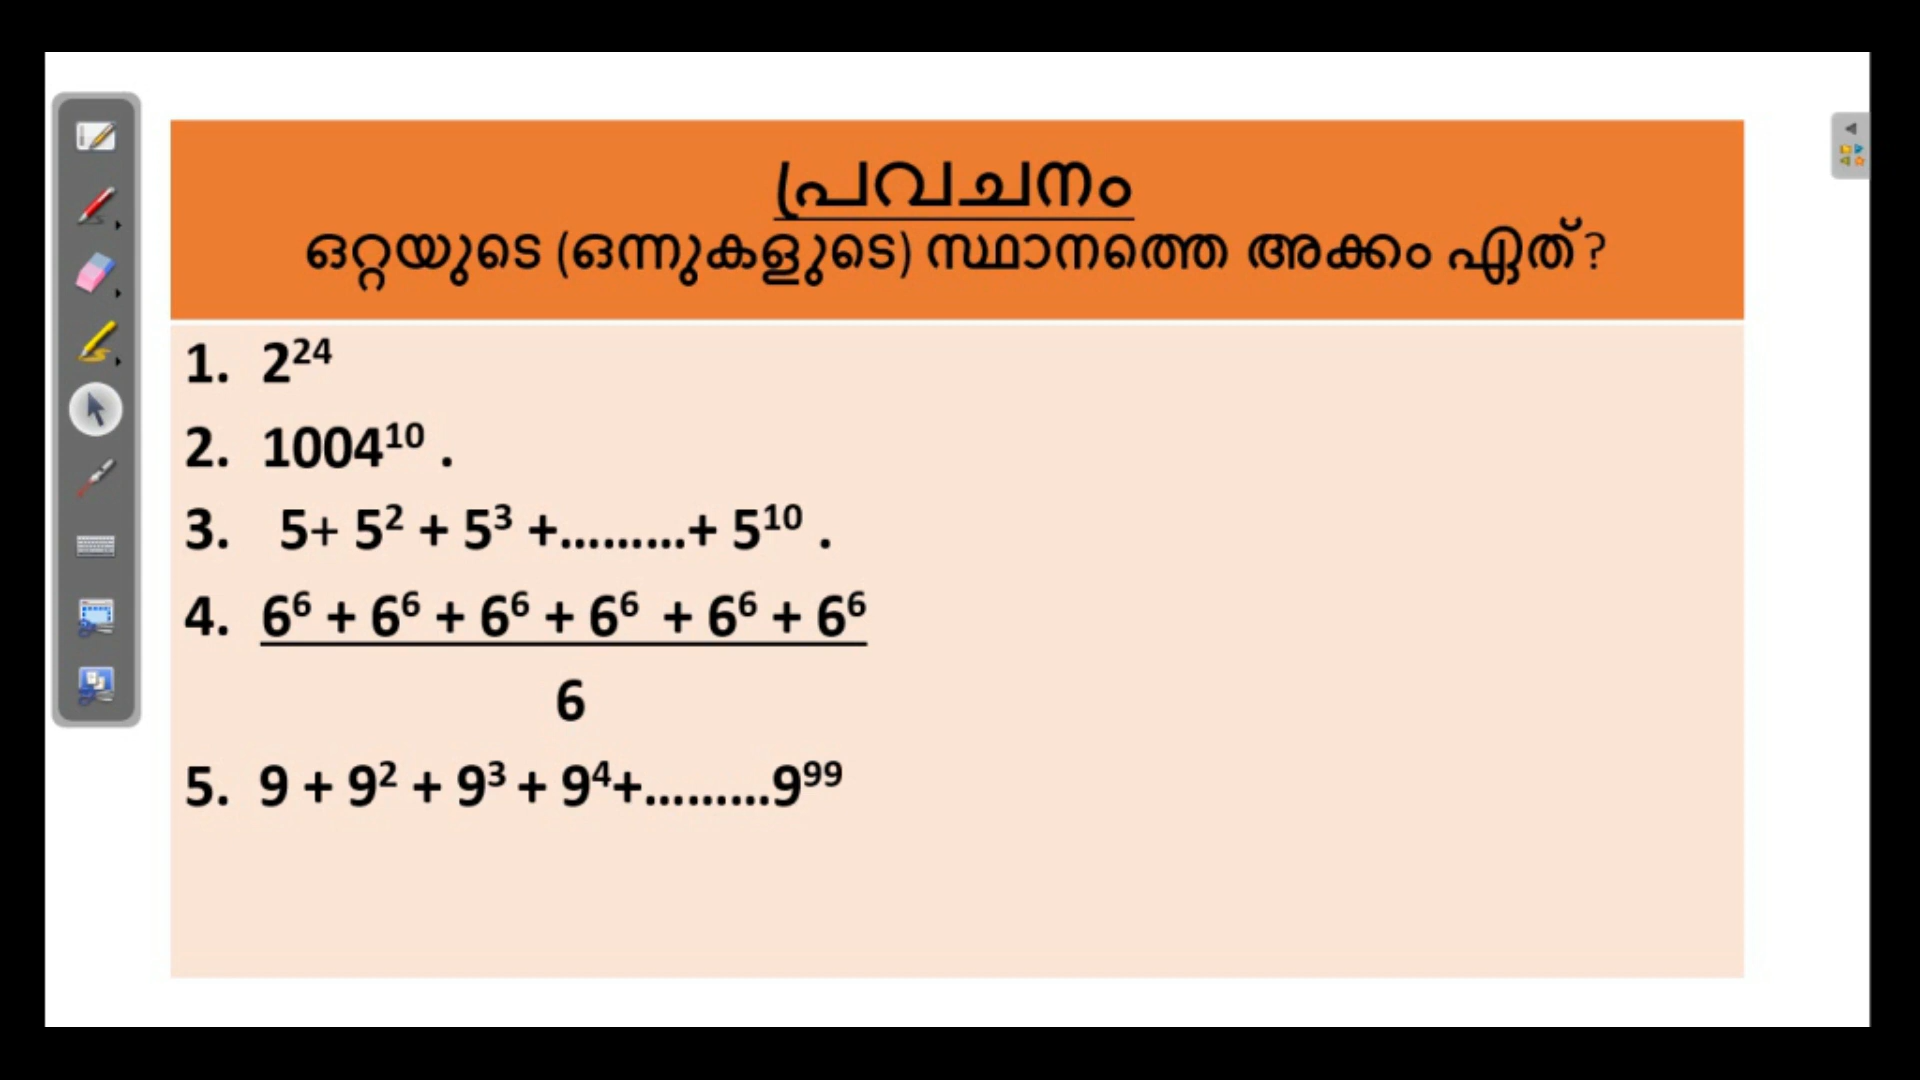 പ്രവചനം
ഒറ്റയുടെ (ഒന്നുകളുടെ) സ്ഥാനത്തെ അക്കം ഏത്?
1. 2²⁴
2. 1004¹⁰ .
3. 5+ 5² + 5³ +.........+ 5¹⁰ .
4. 6⁶ + 6⁶ + 6⁶ + 6⁶ + 6⁶ + 6⁶
6
5. 9 + 9² + 9³ + 9⁴+.........9⁹⁹